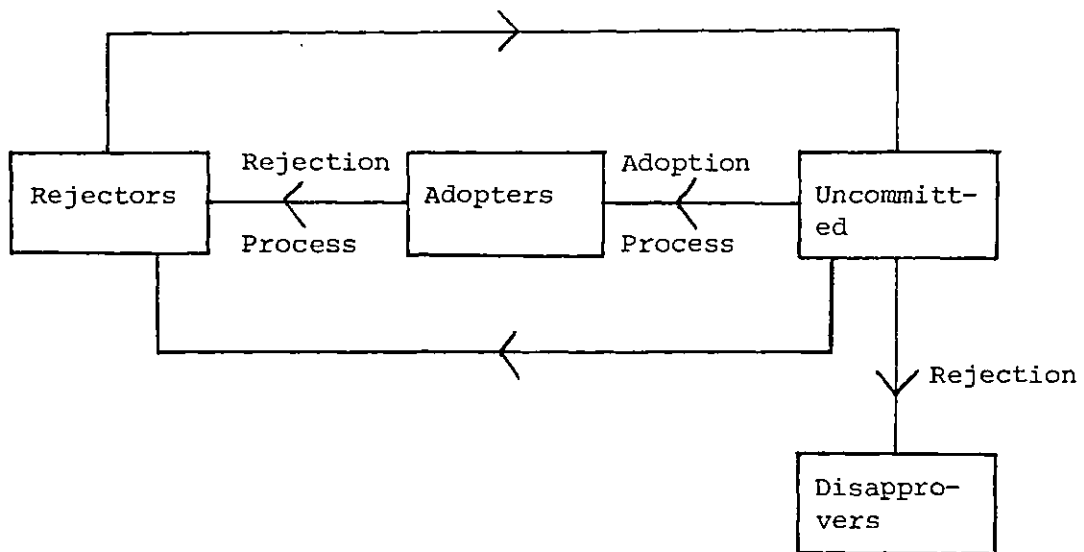 Rejectors
Rejection
Process
Adopters
Adoption
Process
Uncommitt-
ed
Rejection
Disappro-
vers